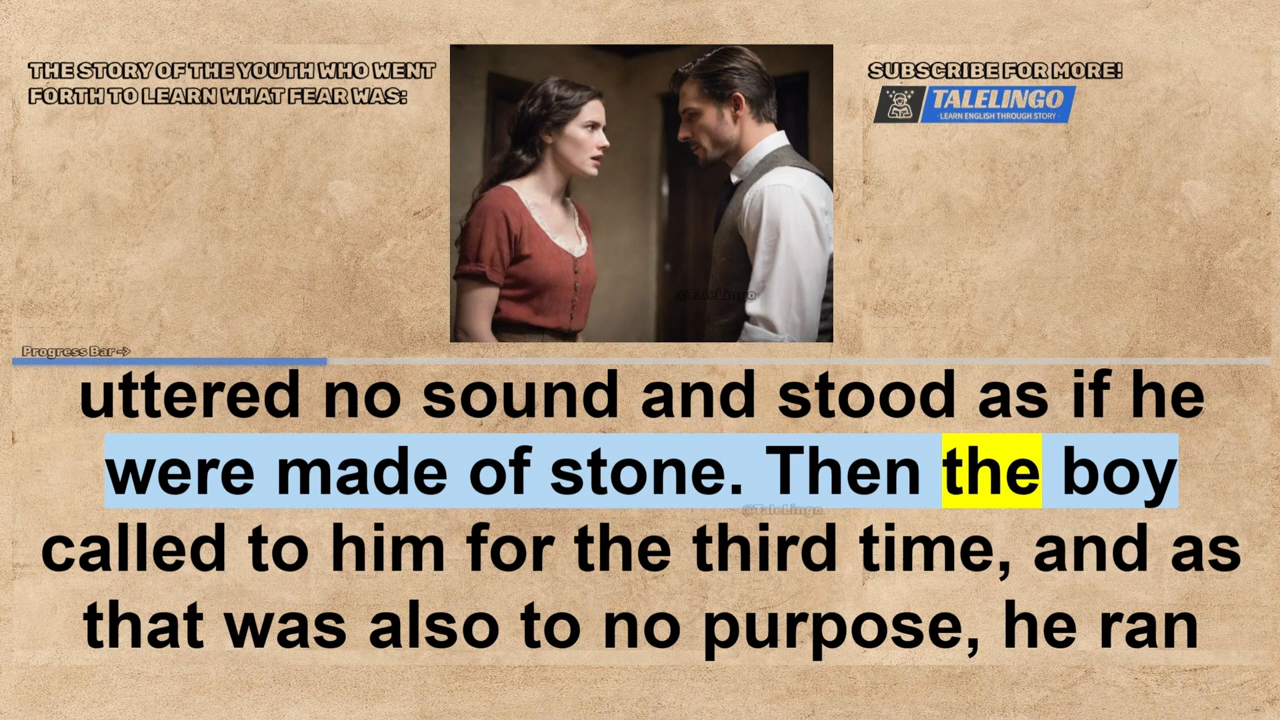 THE STORY OF THE YOUTH WHO WENT
FORTH TO LEARN WHAT FEAR WAS:
SUBSCRIBE FOR MORE!
TALELINGO
· LEARN ENGLISH THROUGH STORY ·
@TaleLingo
Progress Bar->
uttered no sound and stood as if he
were made of stone. Then the boy
@TaleLingo
called to him for the third time, and as
that was also to no purpose, he ran